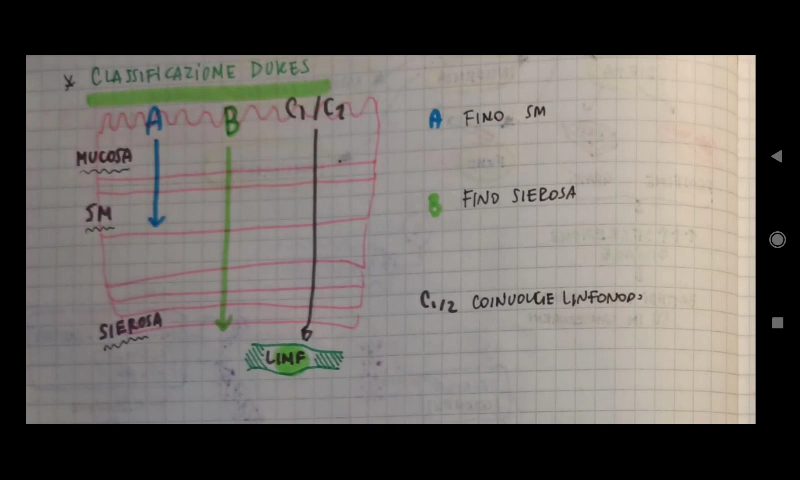 * CLASSIFICAZIONE DUKES
A B C1/C2
MUCOSA
SM
SIEROSA
LINF
A FINO SM
B FINO SIEROSA
C1/2 COINVOLGE LINFONODI